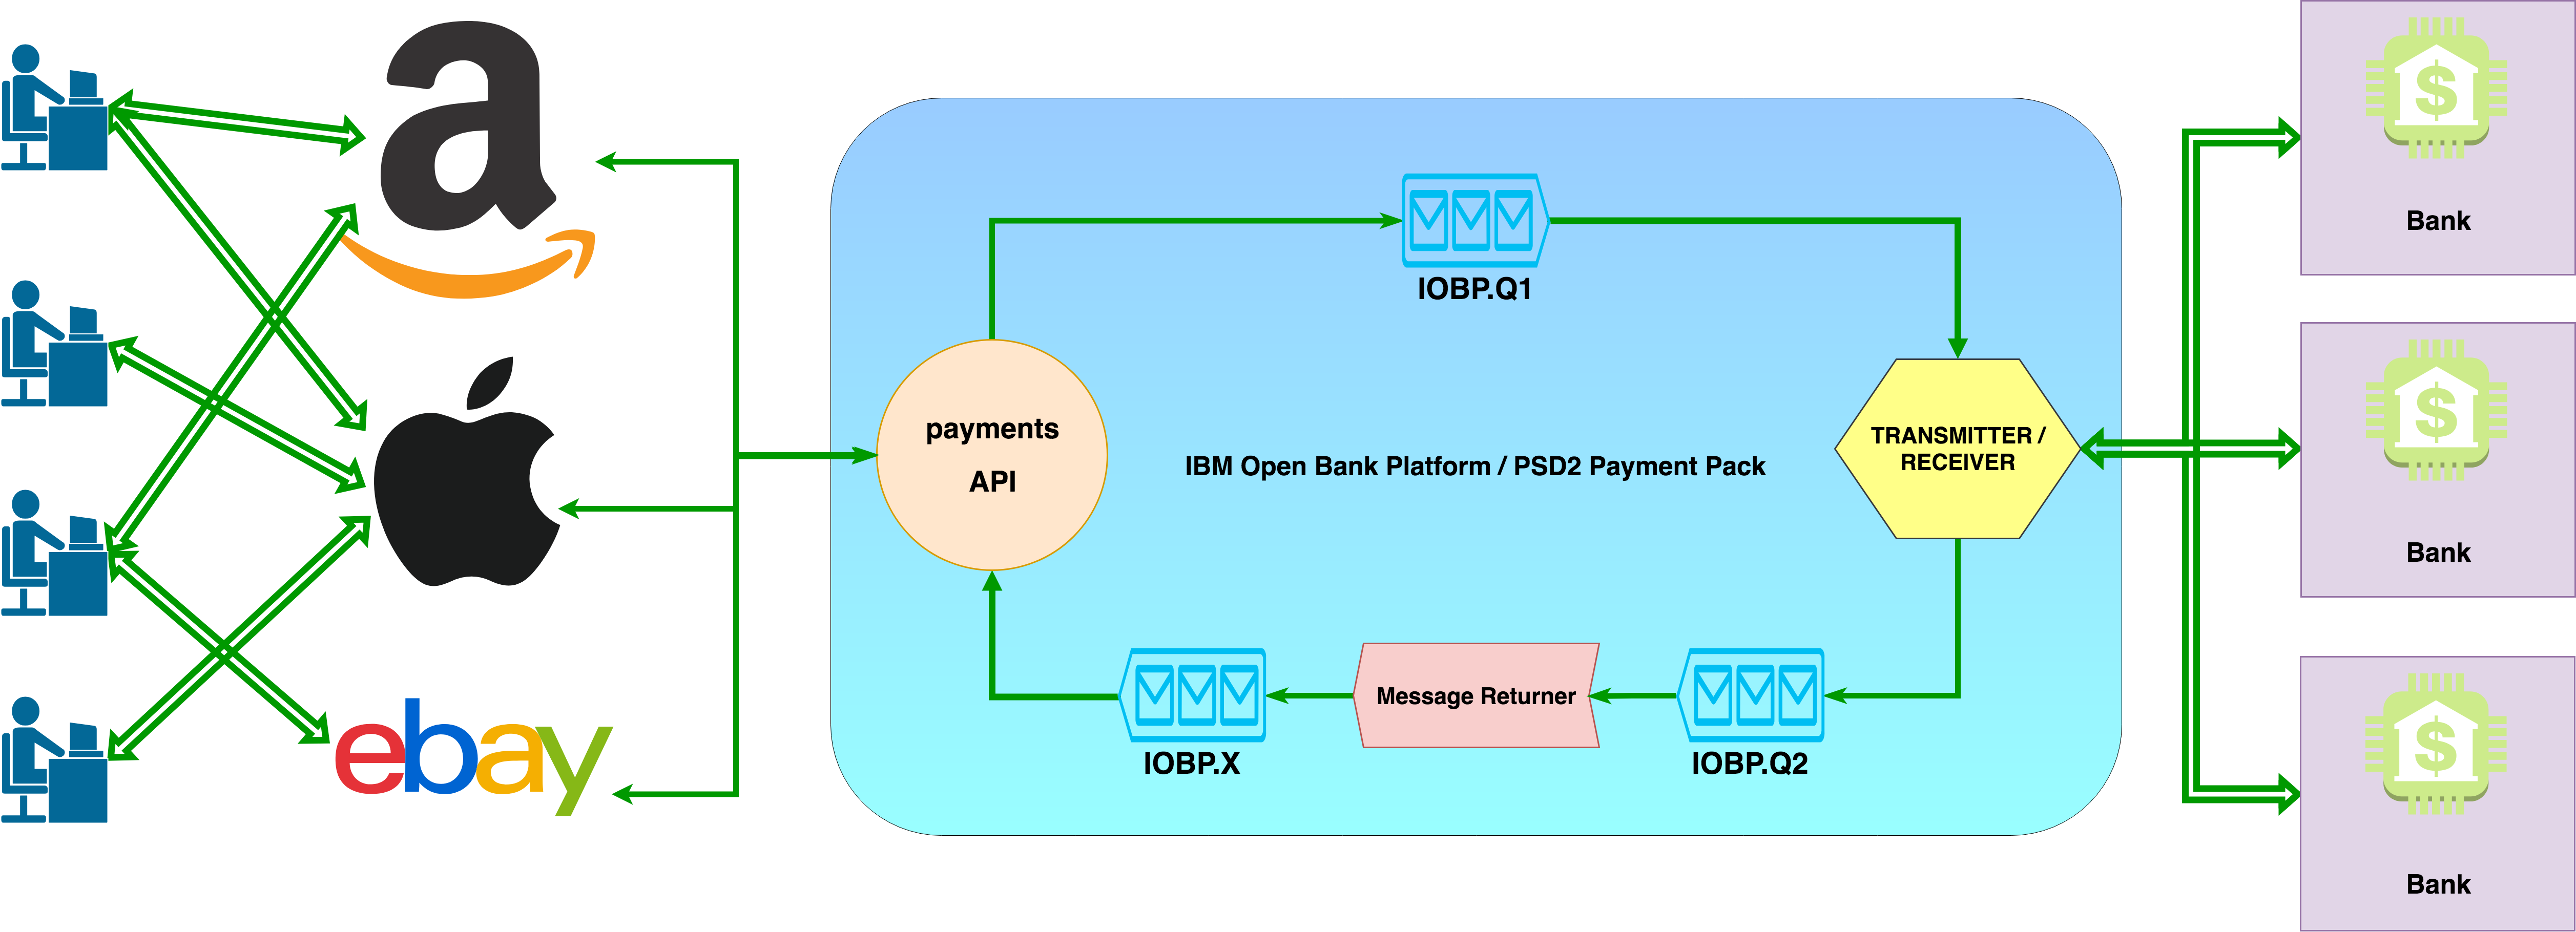 a
ebay
IOBP.Q1
payments
API
IBM Open Bank Platform / PSD2 Payment Pack
TRANSMITTER /
RECEIVER
IOBP.X
Message Returner
IOBP.Q2
$
Bank
$
Bank
$
Bank